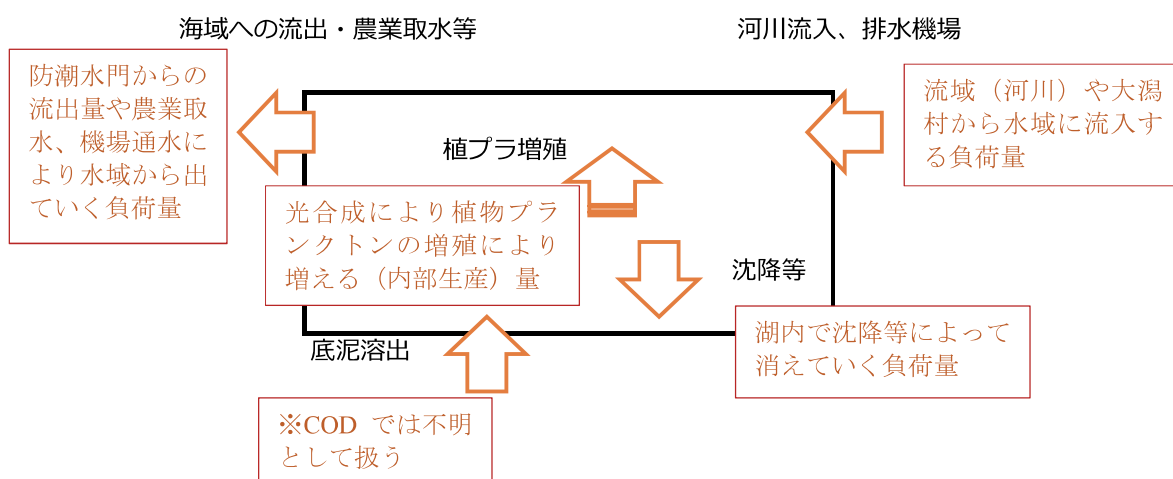 海域への流出・農業取水等
河川流入、排水機場
防潮水門からの
流出量や農業取
水、機場通水に
より水域から出
ていく負荷量
流域（河川）や大潟
村から水域に流入す
る負荷量
植プラ増殖
光合成により植物プラ
ンクトンの増殖により
増える（内部生産）量
沈降等
湖内で沈降等によって
消えていく負荷量
底泥溶出
※COD では不明
として扱う